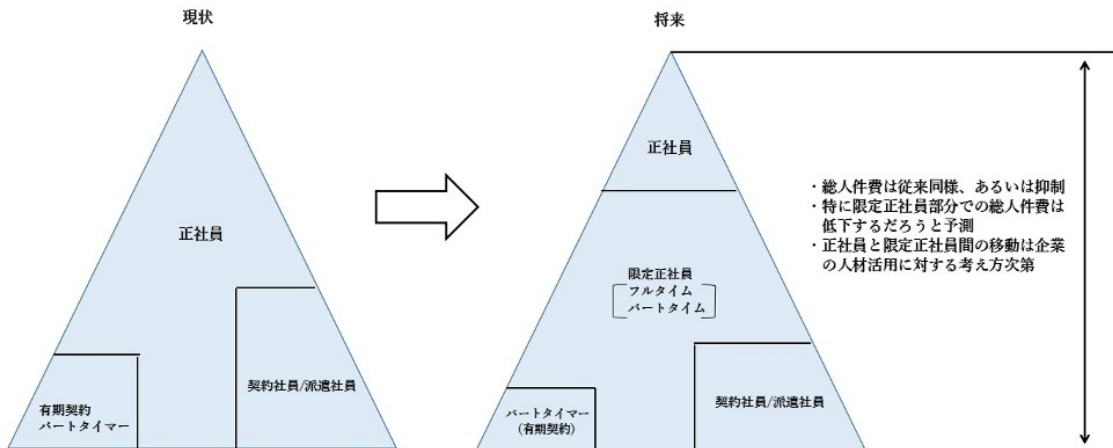 現状
正社員
有期契約
パートタイマー
契約社員/派遣社員
将来
正社員
限定正社員
フルタイム
パートタイム
パートタイマー
(有期契約)
契約社員/派遣社員
・総人件費は従来同様、あるいは抑制
・特に限定正社員部分での総人件費は
低下するだろうと予測
・正社員と限定正社員間の移動は企業
の人材活用に対する考え方次第